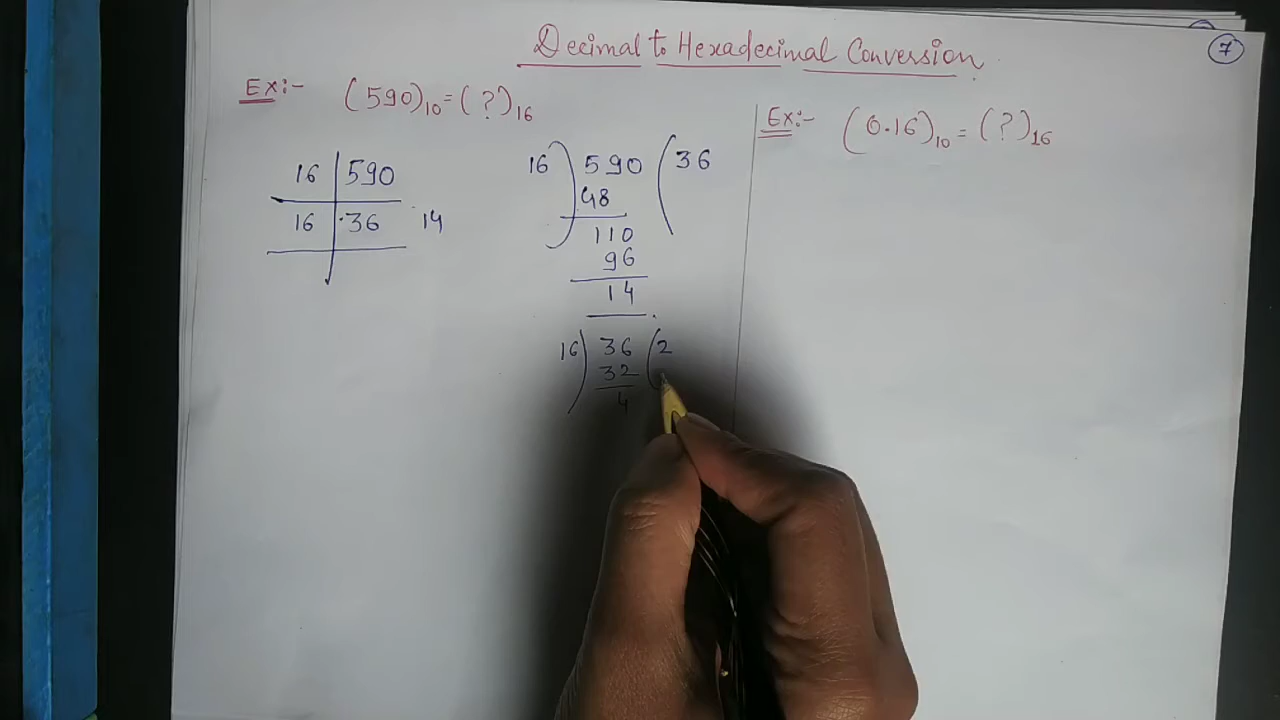 Decimal to Hexadecimal Conversion
7
Ex:- (590)10 = (?)16
16 590
16 36 14
16 ) 590 ( 36
48
110
96
14
16 ) 36 ( 2
32
4
Ex:- (0.16)10 = (?)16